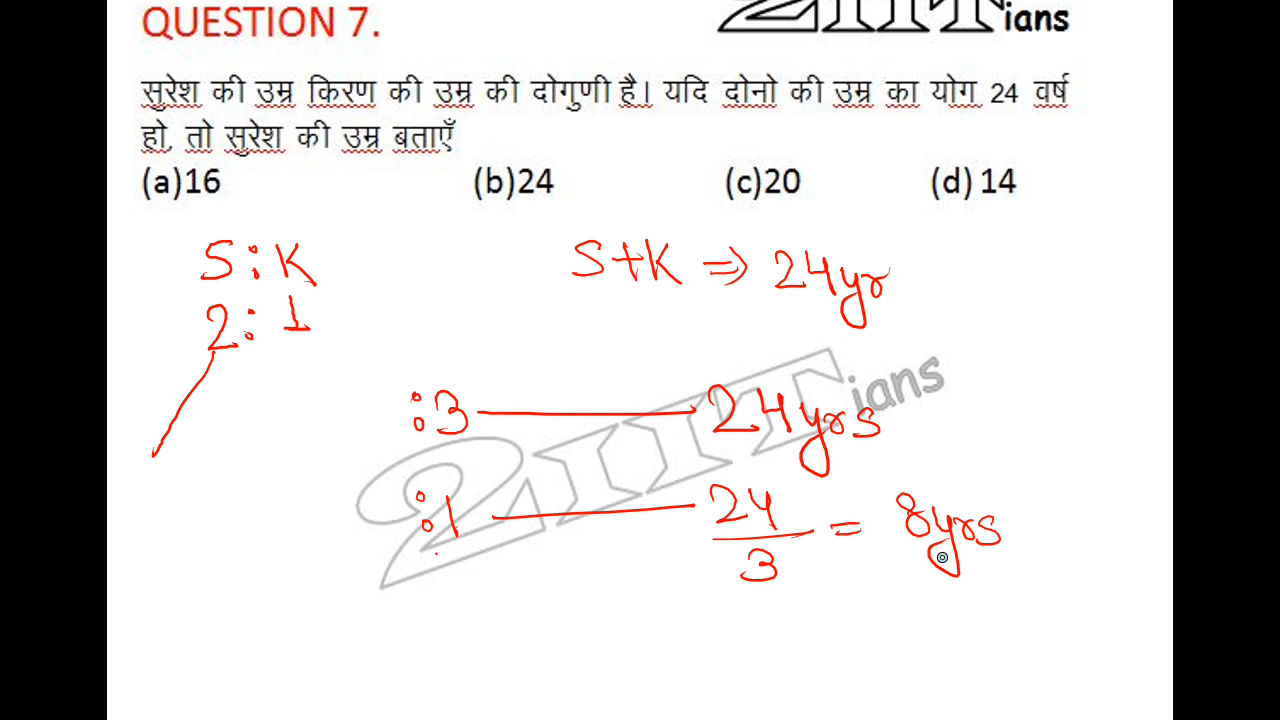 QUESTION 7.
2IITians
सुरेश की उम्र किरण की उम्र की दोगुणी है। यदि दोनो की उम्र का योग 24 वर्ष
हो, तो सुरेश की उम्र बताएँ
(a)16 (b)24 (c)20 (d) 14
S : K S+K ⇒ 24yr
2 : 1
2IITians
:3 — 24yrs
:1 — 24/3 = 8yrs